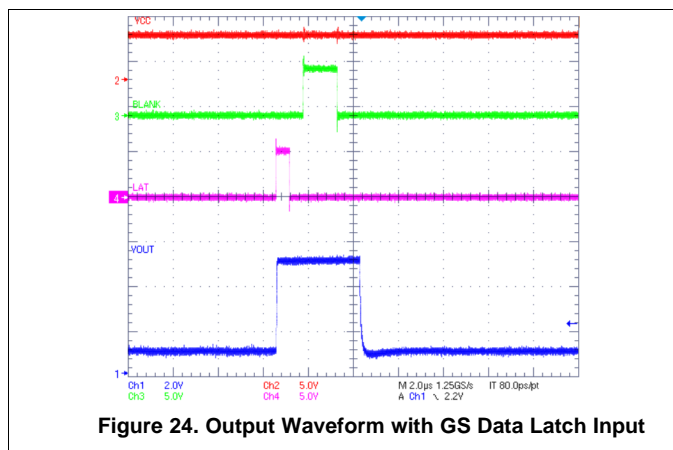 VCC
2
BLANK
3
LAT
4
VOUT
1
Ch1 2.0V Ch2 5.0V M 2.0µs 1.25GS/s IT 80.0ps/pt
Ch3 5.0V Ch4 5.0V A Ch1 ∖ 2.2V
Figure 24. Output Waveform with GS Data Latch Input